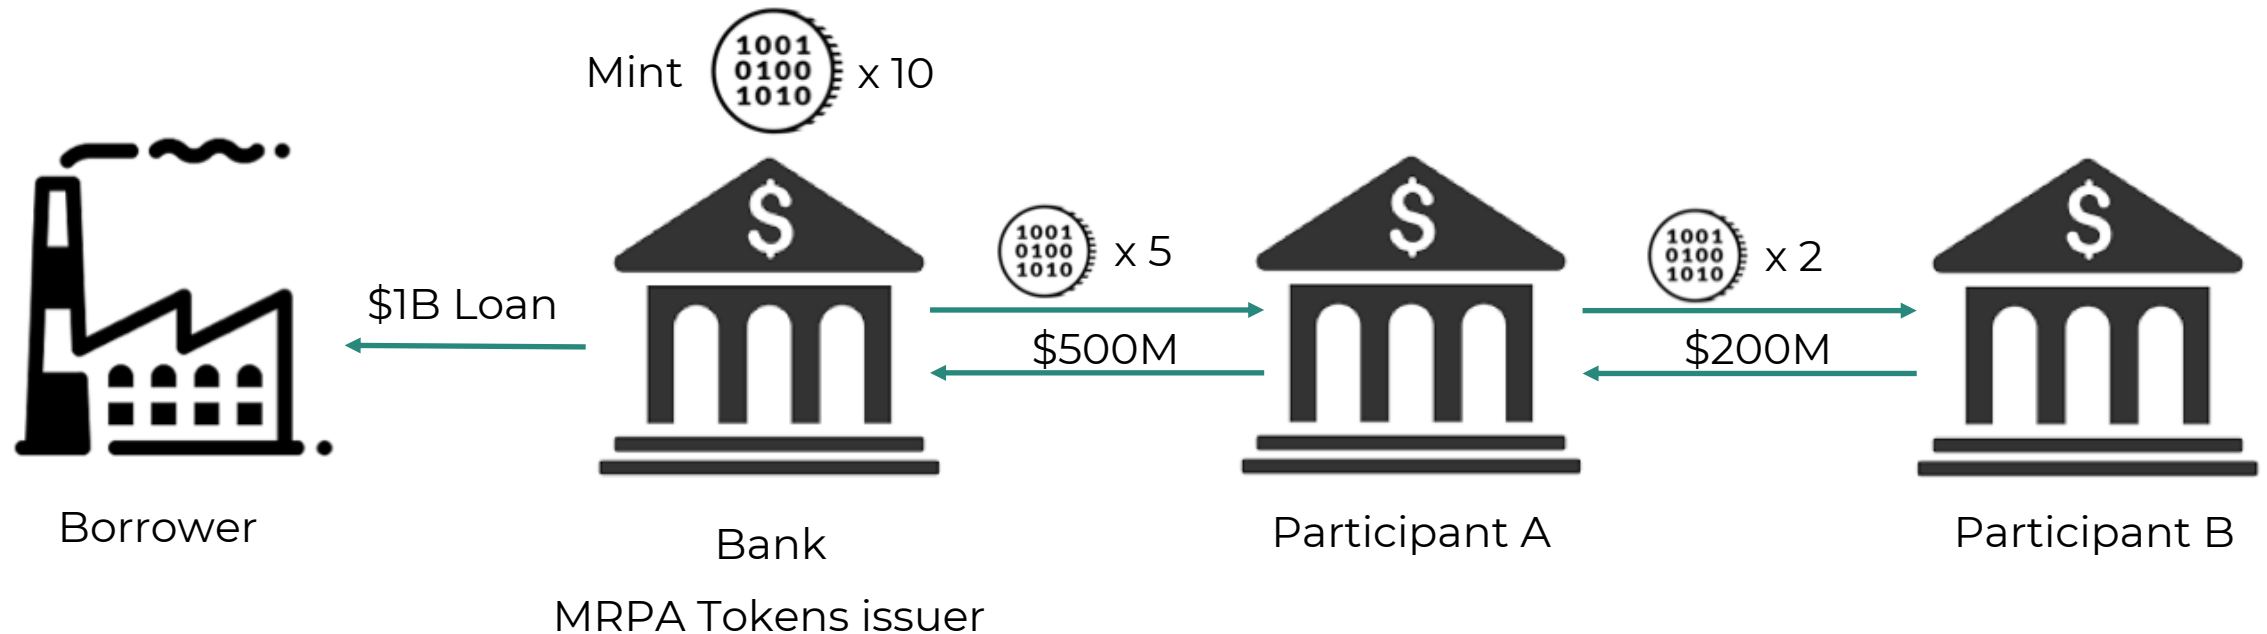 Mint
1001
0100
1010
x 10
$
$
$
1001
0100
1010
x 5
1001
0100
1010
x 2
$1B Loan
$500M
$200M
Borrower
Bank
MRPA Tokens issuer
Participant A
Participant B